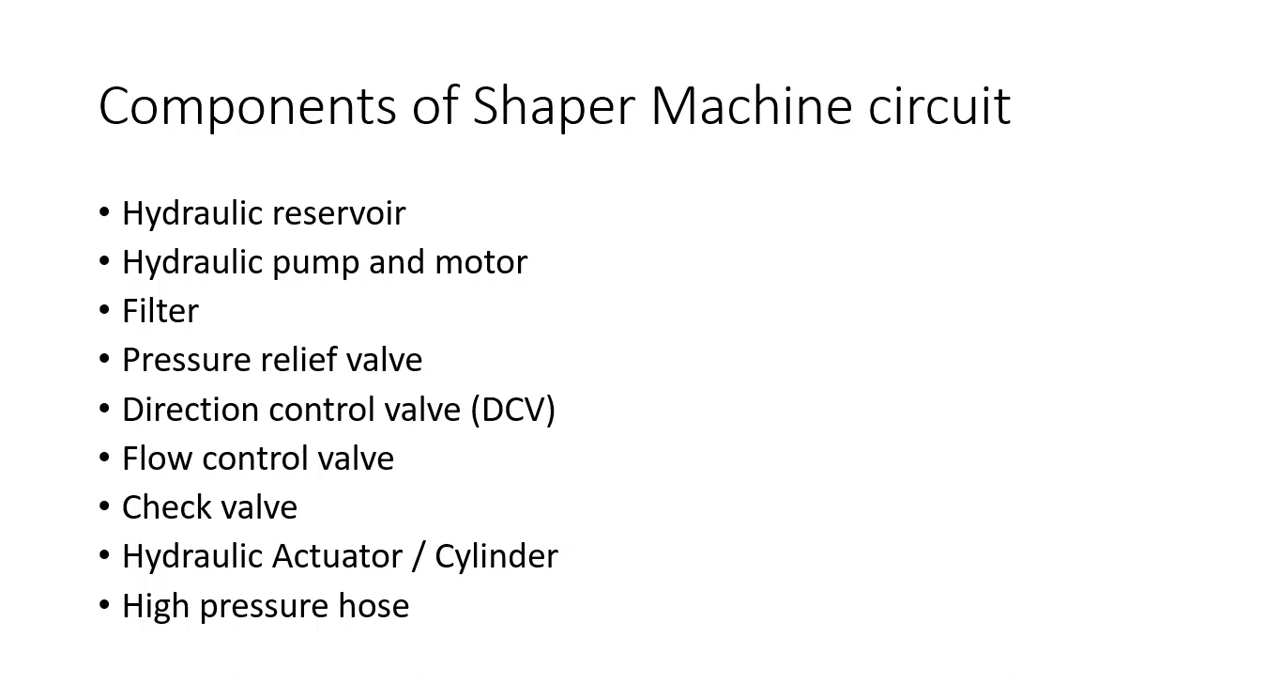 Components of Shaper Machine circuit
• Hydraulic reservoir
• Hydraulic pump and motor
• Filter
• Pressure relief valve
• Direction control valve (DCV)
• Flow control valve
• Check valve
• Hydraulic Actuator / Cylinder
• High pressure hose